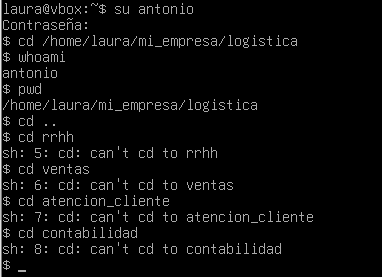 laura@vbox:~$ su antonio
Contraseña:
$ cd /home/laura/mi_empresa/logistica
$ whoami
antonio
$ pwd
/home/laura/mi_empresa/logistica
$ cd ..
$ cd rrhh
sh: 5: cd: can't cd to rrhh
$ cd ventas
sh: 6: cd: can't cd to ventas
$ cd atencion_cliente
sh: 7: cd: can't cd to atencion_cliente
$ cd contabilidad
sh: 8: cd: can't cd to contabilidad
$ _